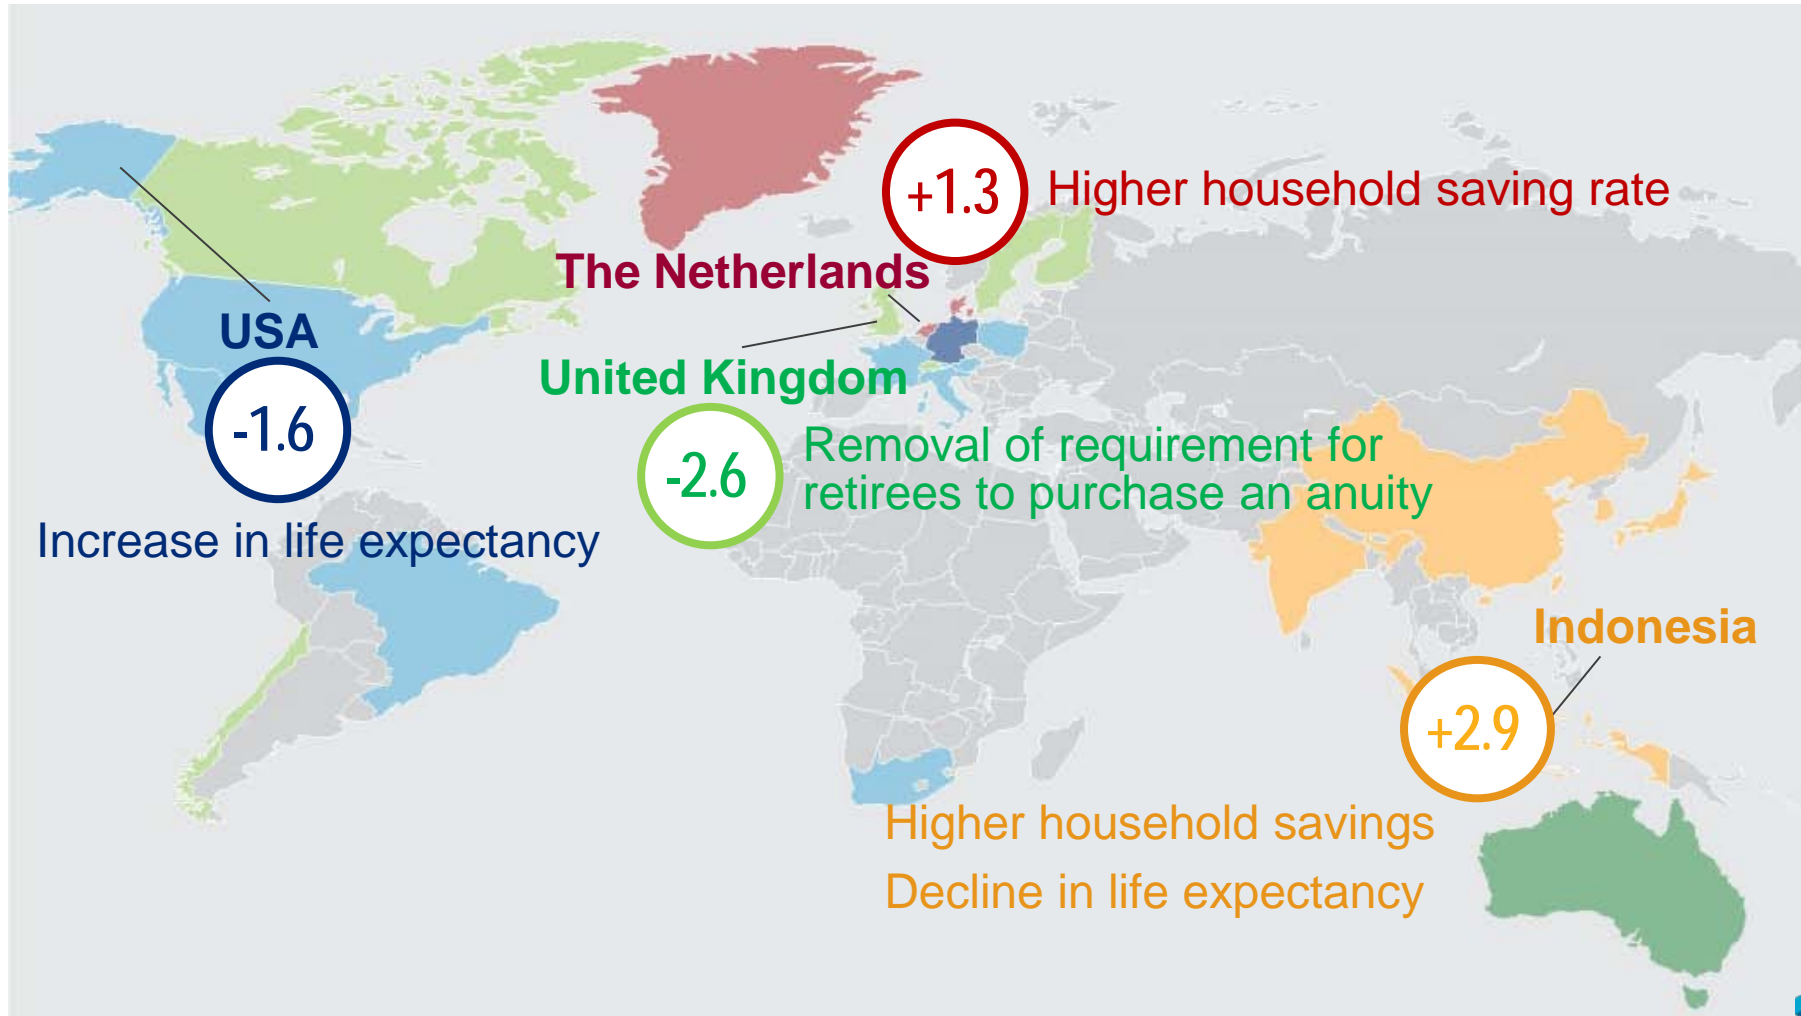 +1.3
Higher household saving rate
The Netherlands
USA
-1.6
Increase in life expectancy
United Kingdom
-2.6
Removal of requirement for
retirees to purchase an anuity
Indonesia
+2.9
Higher household savings
Decline in life expectancy